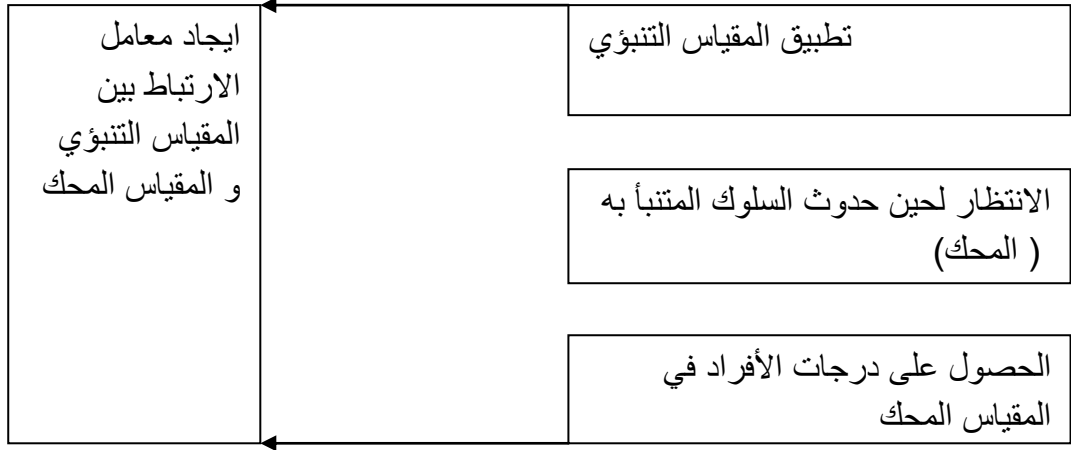 تطبيق المقياس التنبؤي
الانتظار لحين حدوث السلوك المتنبأ به
( المحك)
الحصول على درجات الأفراد في
المقياس المحك
ايجاد معامل
الارتباط بين
المقياس التنبؤي
و المقياس المحك